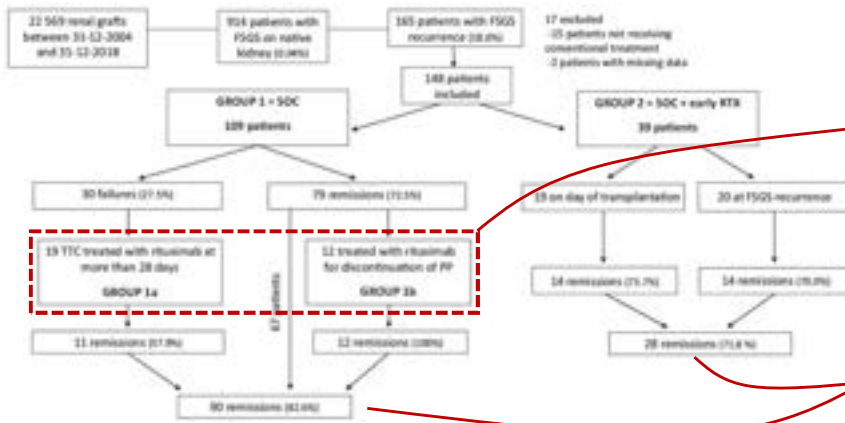 22 569 renal grafts
between 31-12-2004
and 31-12-2018
914 patients with
FSGS on native
kidney
165 patients with FSGS
recurrence
17 excluded
-15 patients not receiving
conventional treatment
-2 patients with missing data
148 patients
included
GROUP 1 = SOC
109 patients
GROUP 2 = SOC + early RTX
39 patients
30 failures (27.5%)
79 remissions (72.5%)
19 on day of transplantation
20 at FSGS recurrence
19 TTC treated with rituximab at
more than 28 days
GROUP 1a
12 treated with rituximab
for discontinuation of PP
GROUP 1b
67 patients
14 remissions (73.7%)
14 remissions (70.0%)
11 remissions (57.9%)
12 remissions (100%)
28 remissions (71.8 %)
90 remissions (82.6%)